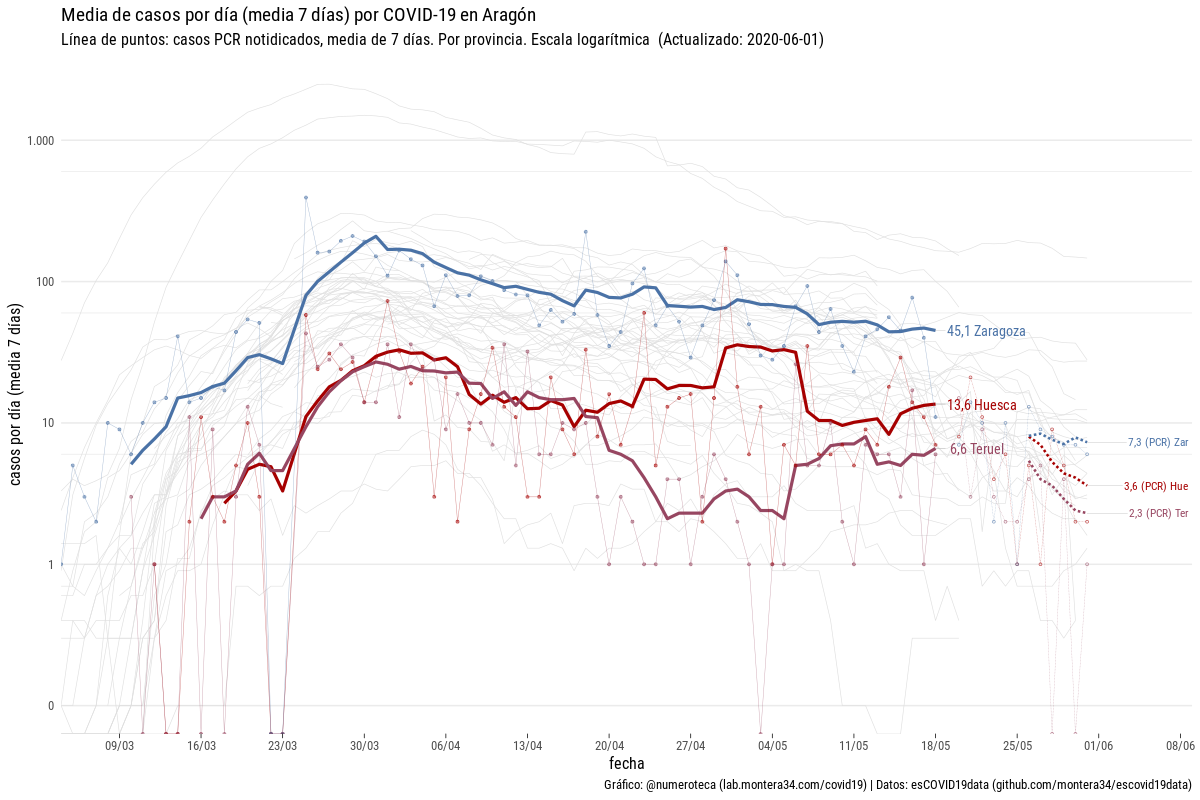 Media de casos por día (media 7 días) por COVID-19 en Aragón
Línea de puntos: casos PCR notidicados, media de 7 días. Por provincia. Escala logarítmica (Actualizado: 2020-06-01)
casos por día (media 7 días)
1.000
100
10
1
0
45,1 Zaragoza
13,6 Huesca
6,6 Teruel
7,3 (PCR) Zar
3,6 (PCR) Hue
2,3 (PCR) Ter
09/03 16/03 23/03 30/03 06/04 13/04 20/04 27/04 04/05 11/05 18/05 25/05 01/06 08/06
fecha
Gráfico: @numeroteca (lab.montera34.com/covid19) | Datos: esCOVID19data (github.com/montera34/escovid19data)